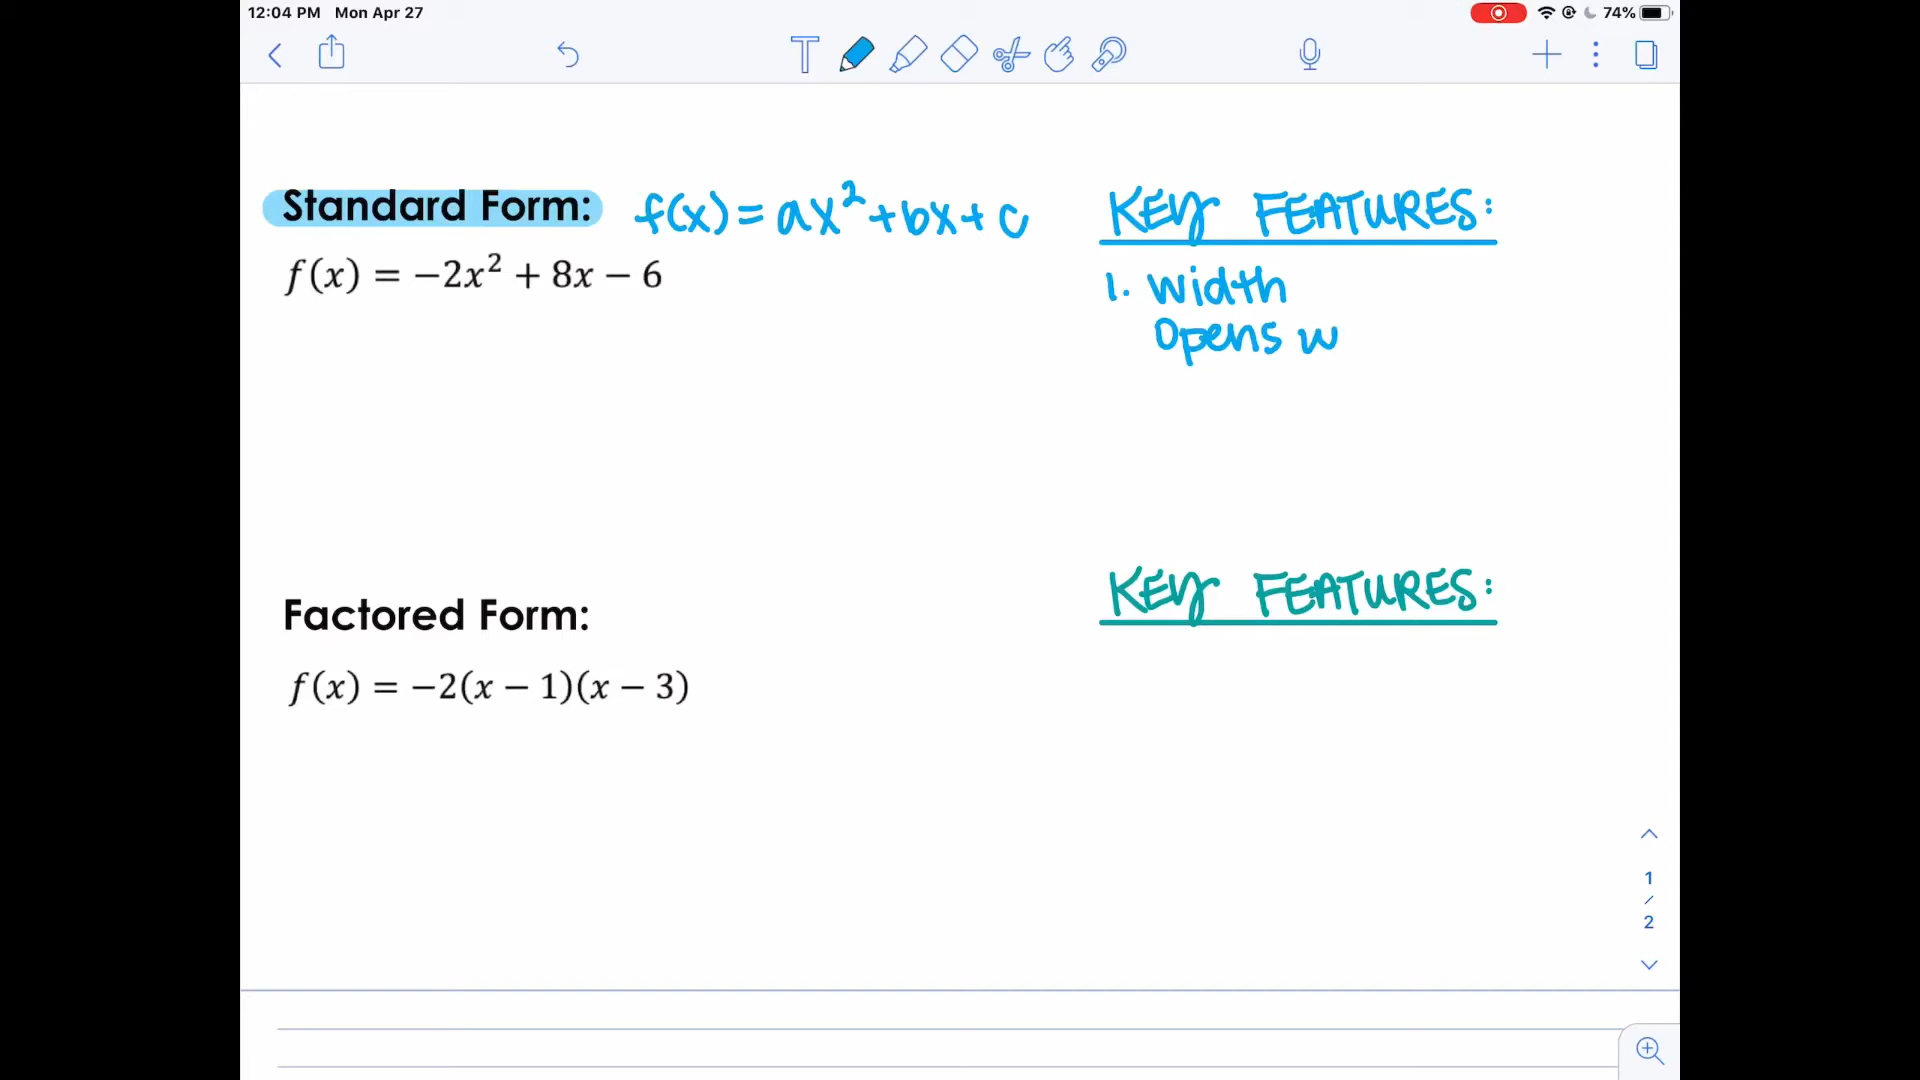 12:04 PM Mon Apr 27 74%
T
Standard Form: f(x) = ax² + bx + c KEY FEATURES:
f(x) = −2x² + 8x − 6
1. width
Opens w
Factored Form: KEY FEATURES:
f(x) = −2(x − 1)(x − 3)
1
/
2